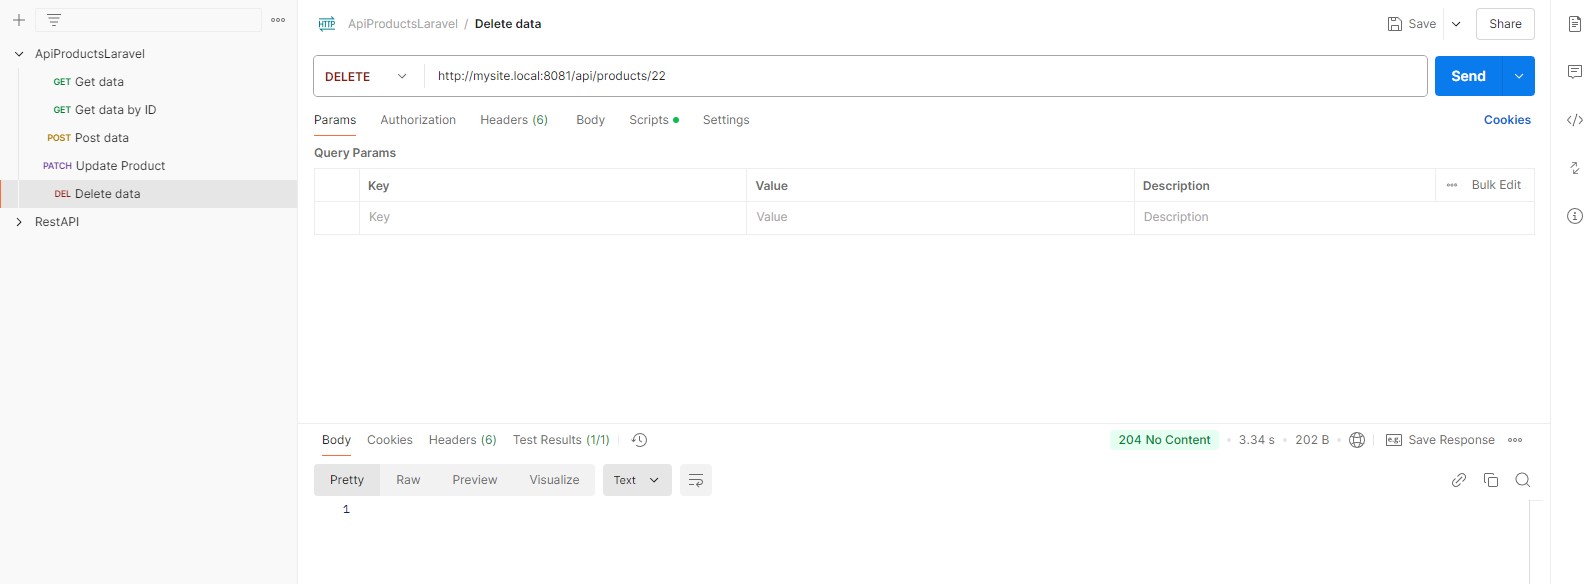 ApiProductsLaravel
GET Get data
GET Get data by ID
POST Post data
PATCH Update Product
DEL Delete data
RestAPI
HTTP ApiProductsLaravel / Delete data
Save
Share
DELETE http://mysite.local:8081/api/products/22
Send
Params Authorization Headers (6) Body Scripts Settings Cookies
Query Params
Key Value Description Bulk Edit
Key Value Description
Body Cookies Headers (6) Test Results (1/1) 204 No Content 3.34 s 202 B e.g. Save Response
Pretty Raw Preview Visualize Text
1